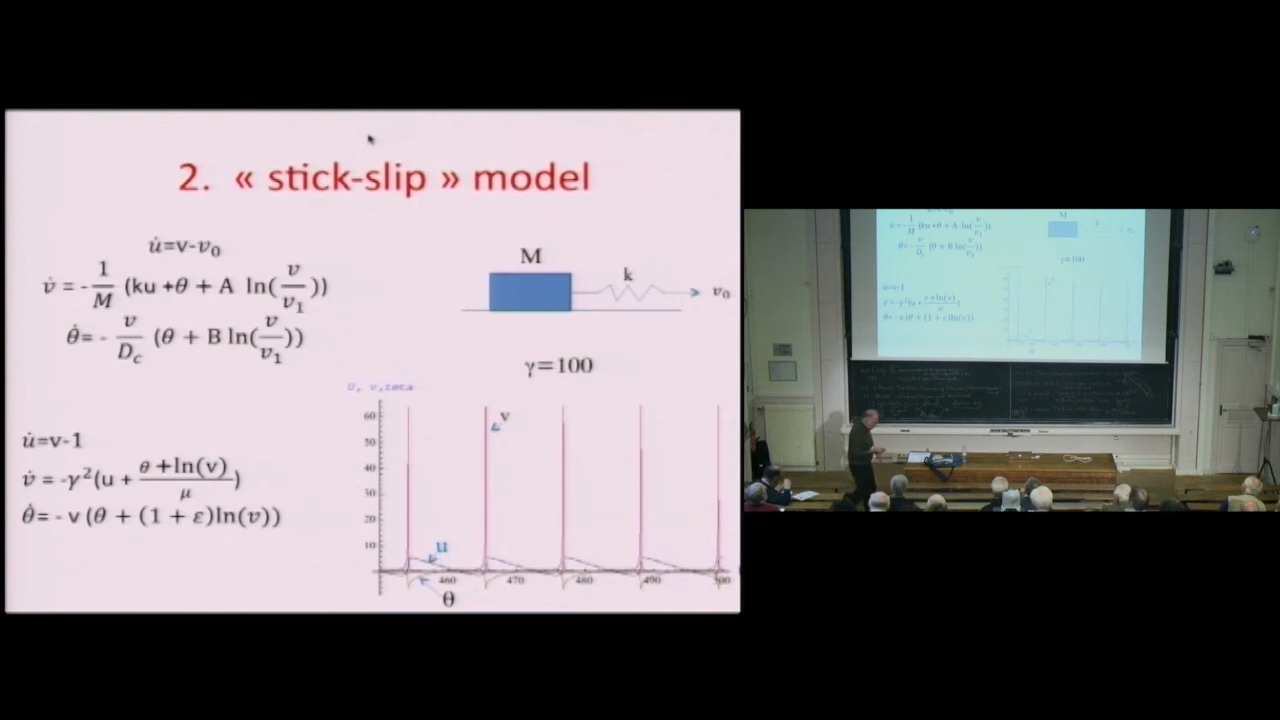 2. « stick-slip » model
u̇=v-v₀
v̇ = -1/M (ku +θ + A ln(v/v₁))
θ̇= - v/D_c (θ + B ln(v/v₁))
M
k
v₀
γ=100
U, v,teta
u̇=v-1
v̇ = -γ²(u + (θ+ln(v))/μ)
θ̇= - v (θ + (1 + ε)ln(v))
60
50
40
30
20
10
v
u
θ
460
470
480
490
500